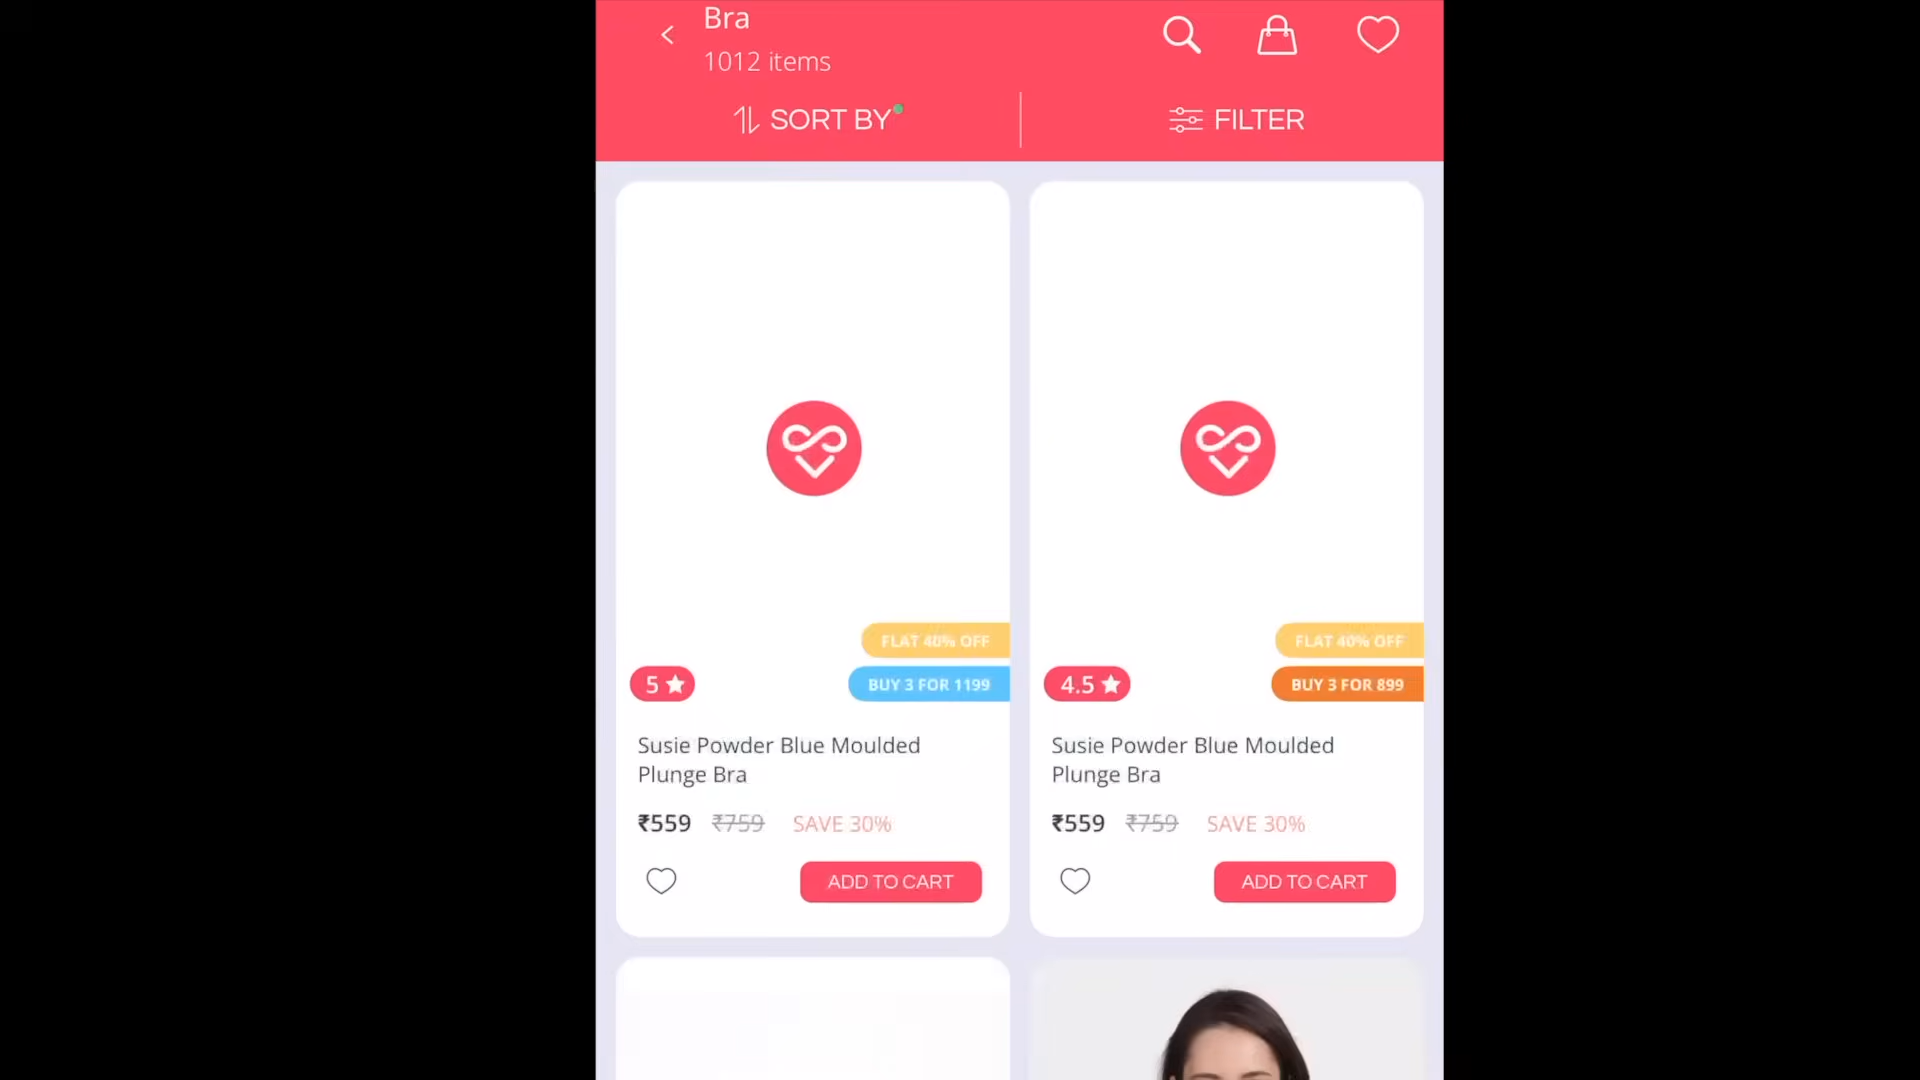 Bra
1012 items
SORT BY
FILTER
FLAT 40% OFF
FLAT 40% OFF
5
BUY 3 FOR 1199
4.5
BUY 3 FOR 899
Susie Powder Blue Moulded
Plunge Bra
Susie Powder Blue Moulded
Plunge Bra
₹559 ₹759 SAVE 30%
₹559 ₹759 SAVE 30%
ADD TO CART
ADD TO CART